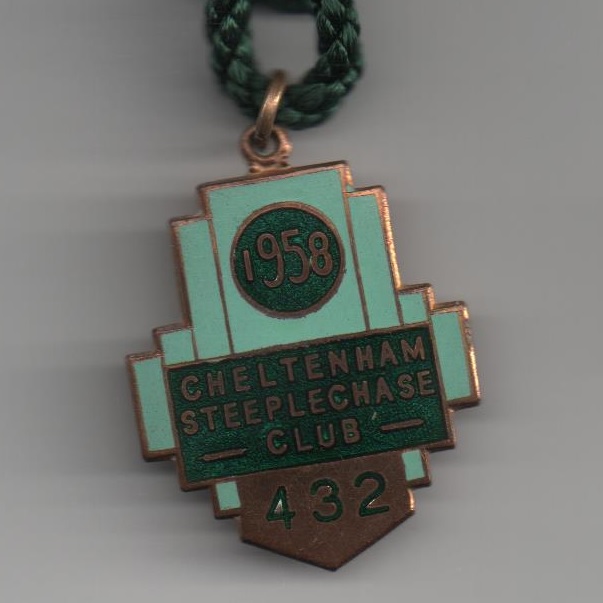 1958
CHELTENHAM
STEEPLECHASE
CLUB
432